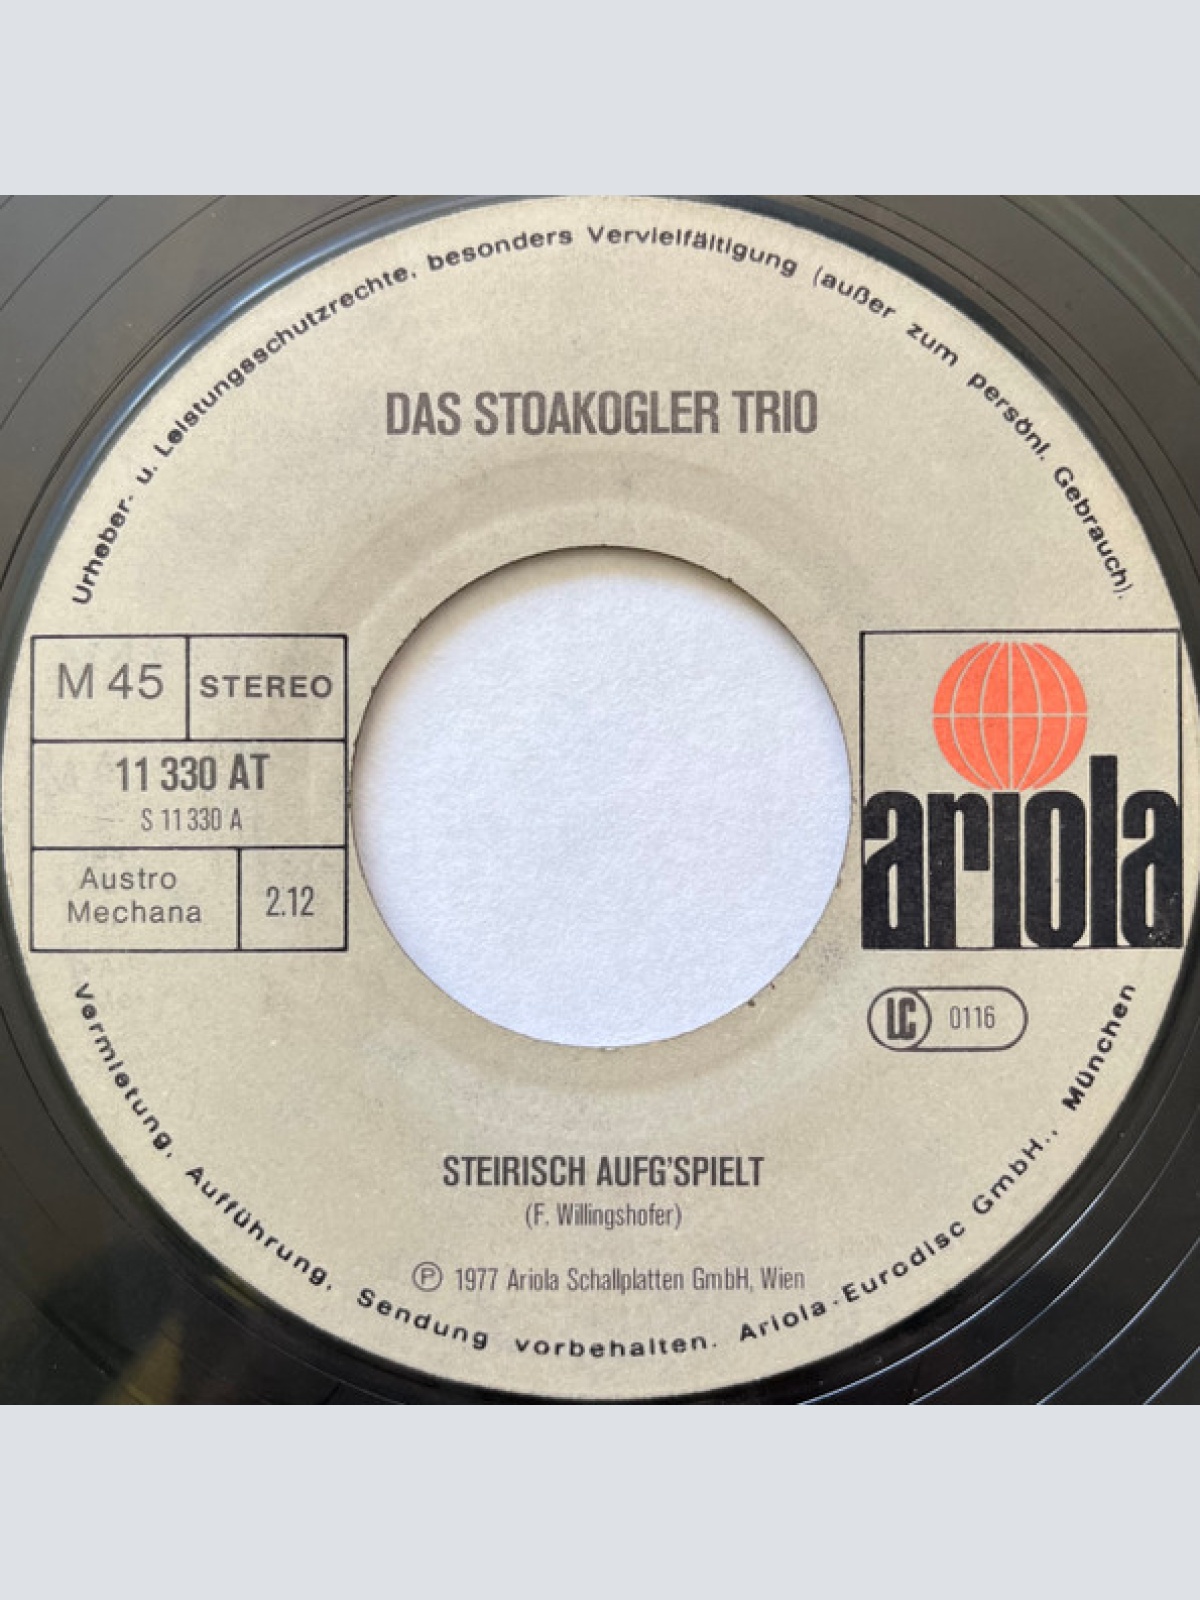 Urheber- u. Leistungsschutzrechte, besonders Vervielfältigung (außer zum persönl. Gebrauch).
DAS STOAKOGLER TRIO
M 45
STEREO
11 330 AT
S 11 330 A
Austro
Mechana
2.12
ariola
LC 0116
STEIRISCH AUFG'SPIELT
(F. Willingshofer)
℗ 1977 Ariola Schallplatten GmbH, Wien
Vermietung, Aufführung, Sendung vorbehalten. Ariola-Eurodisc GmbH., München